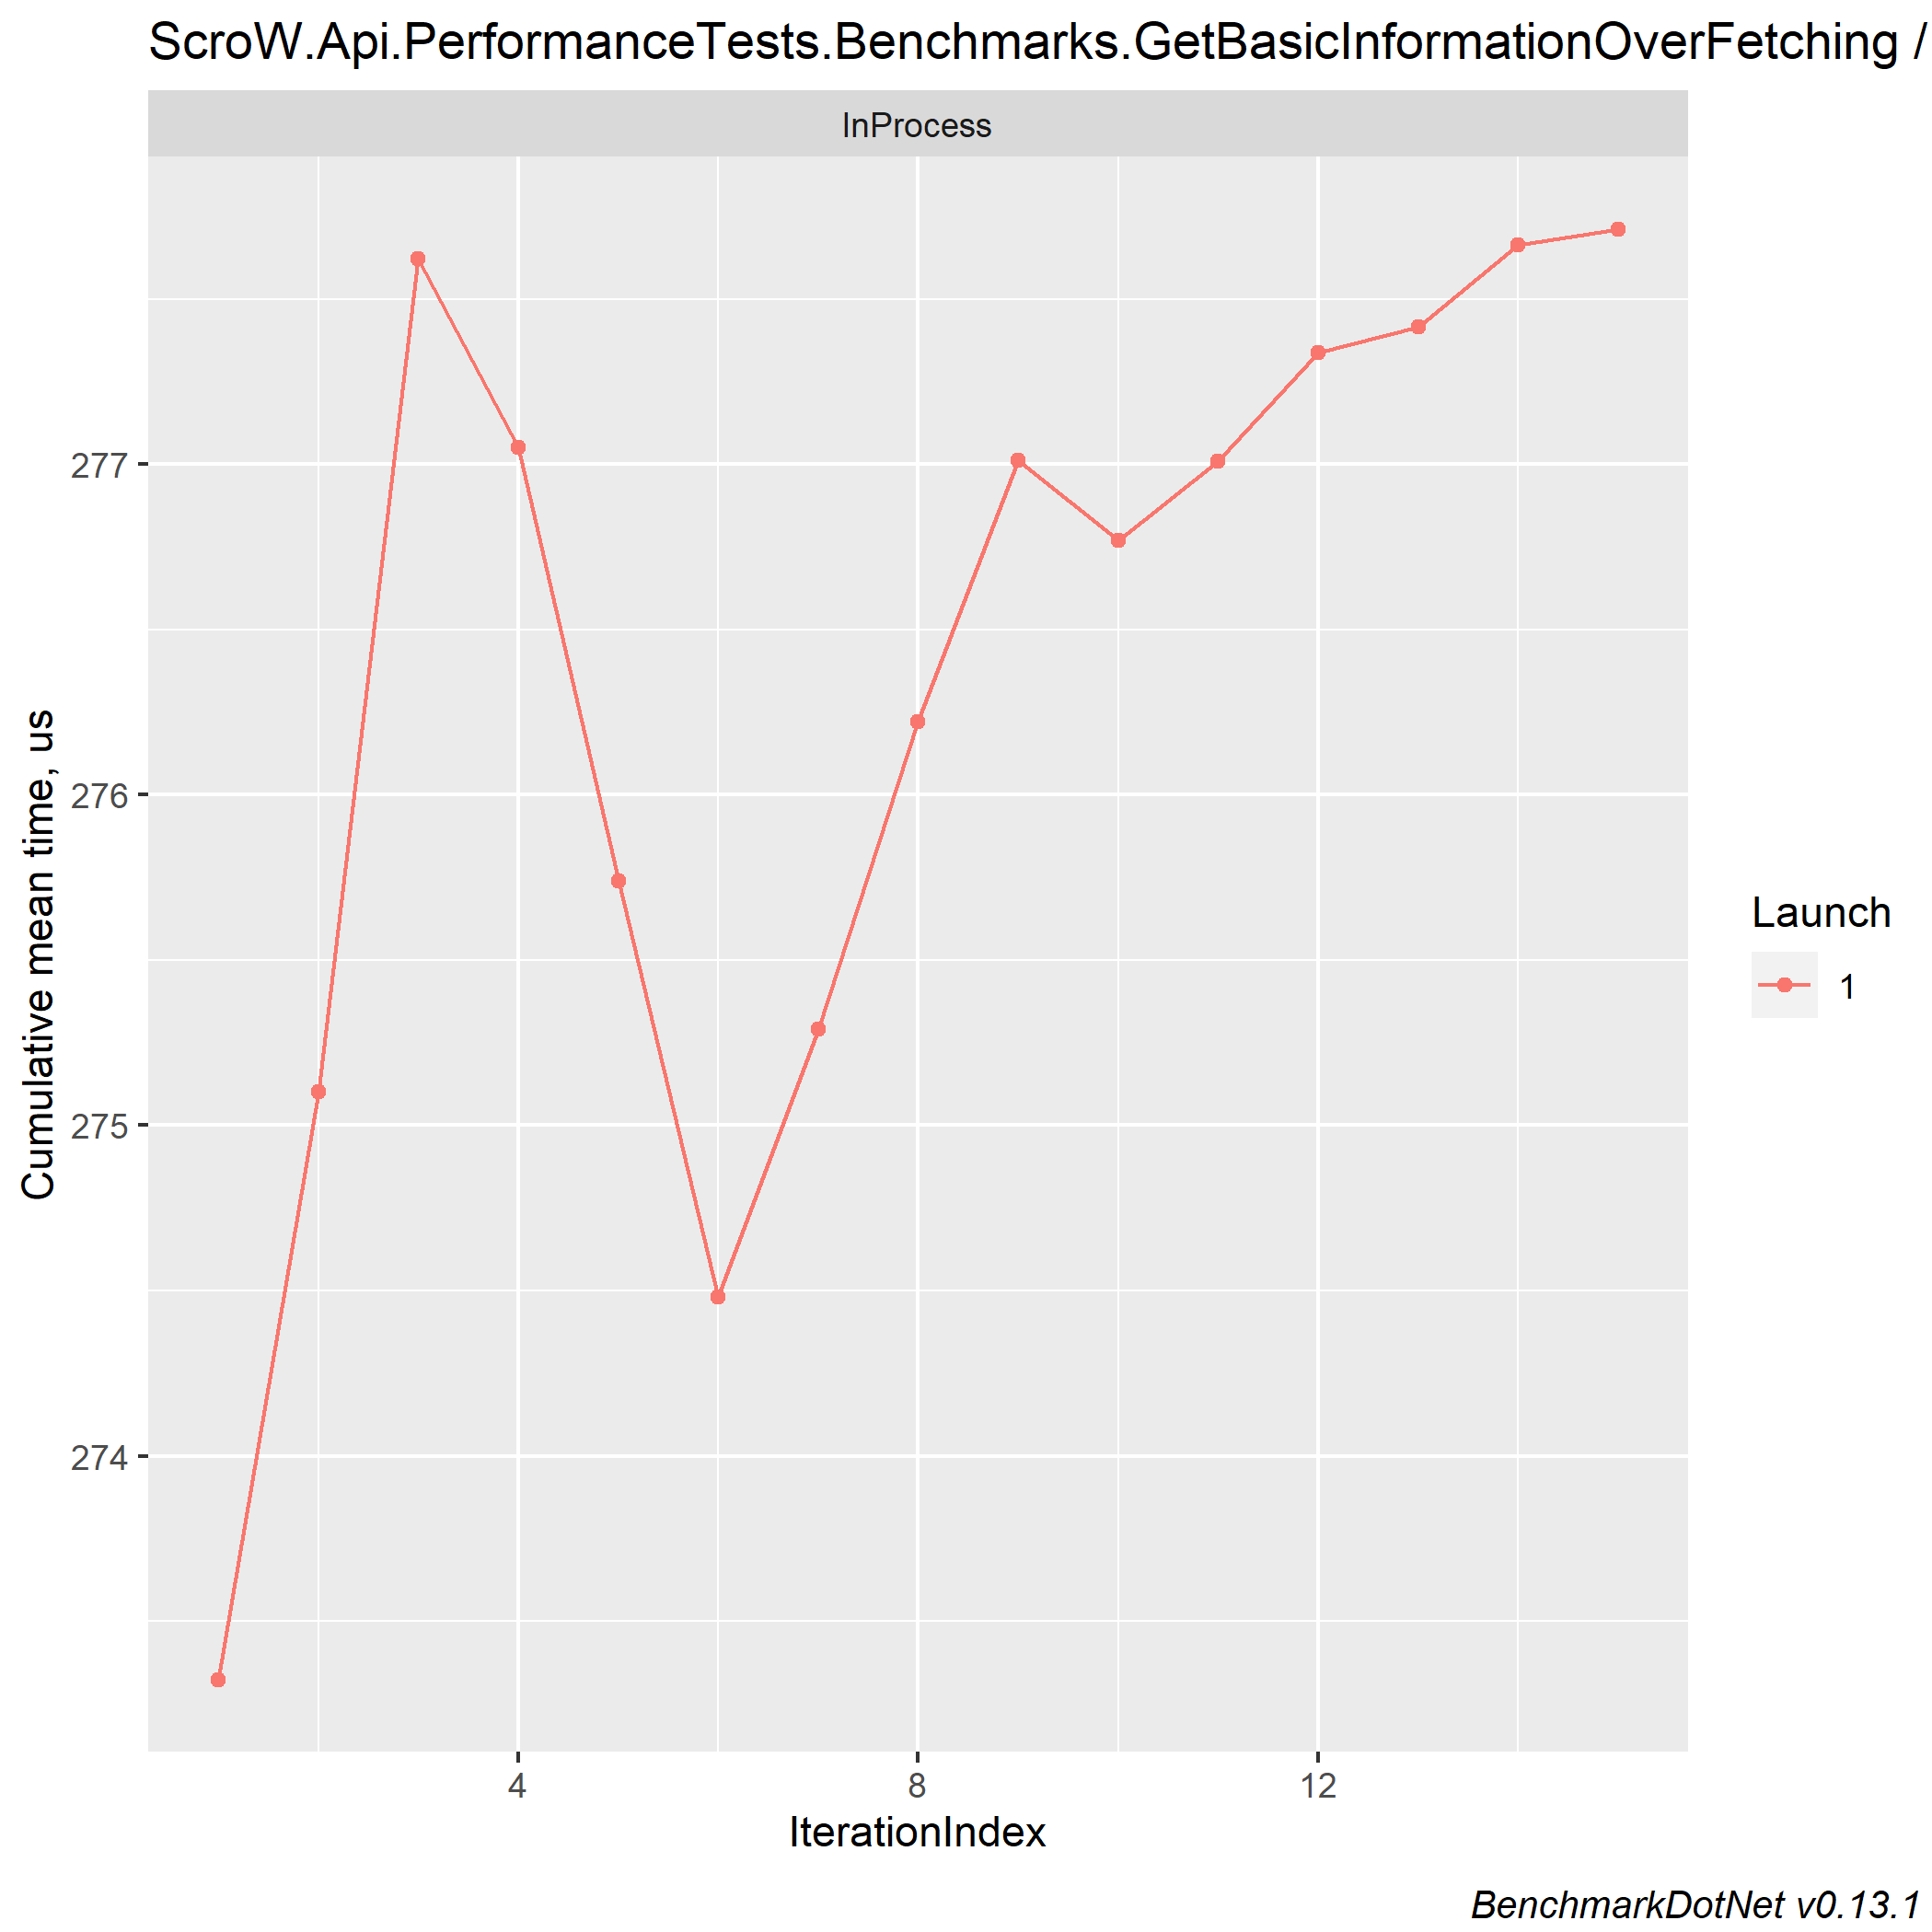 ScroW.Api.PerformanceTests.Benchmarks.GetBasicInformationOverFetching /
InProcess
277
276
275
274
Cumulative mean time, us
4
8
12
IterationIndex
Launch
1
BenchmarkDotNet v0.13.1